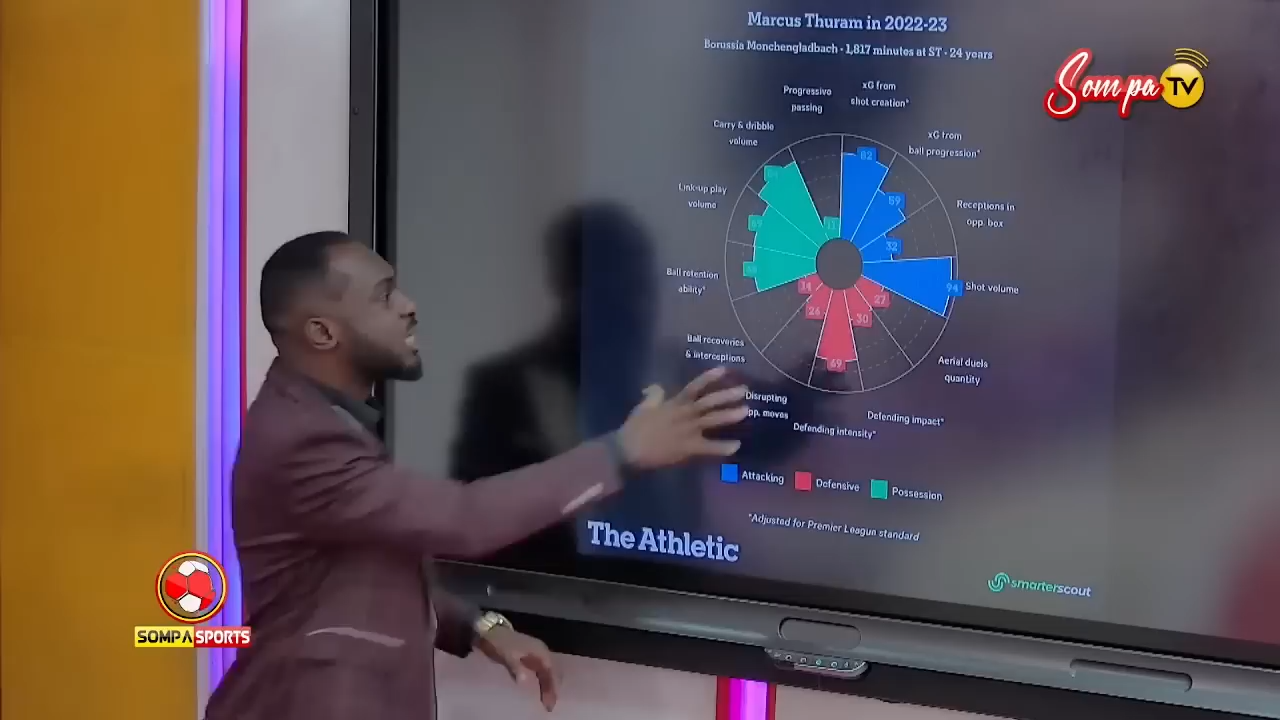 Marcus Thuram in 2022-23
Borussia Monchengladbach - 1,817 minutes at ST - 24 years
Sompa TV
Progressive
passing
xG from
shot creation*
Carry & dribble
volume
xG from
ball progression*
Link-up play
volume
Receptions in
opp. box
Ball retention
ability*
Shot volume
Ball recoveries
& interceptions
Aerial duels
quantity
Disrupting
opp. moves
Defending impact*
Defending intensity*
82
59
32
94
27
30
69
26
14
11
Attacking
Defensive
Possession
*Adjusted for Premier League standard
The Athletic
smarterscout
SOMPA SPORTS